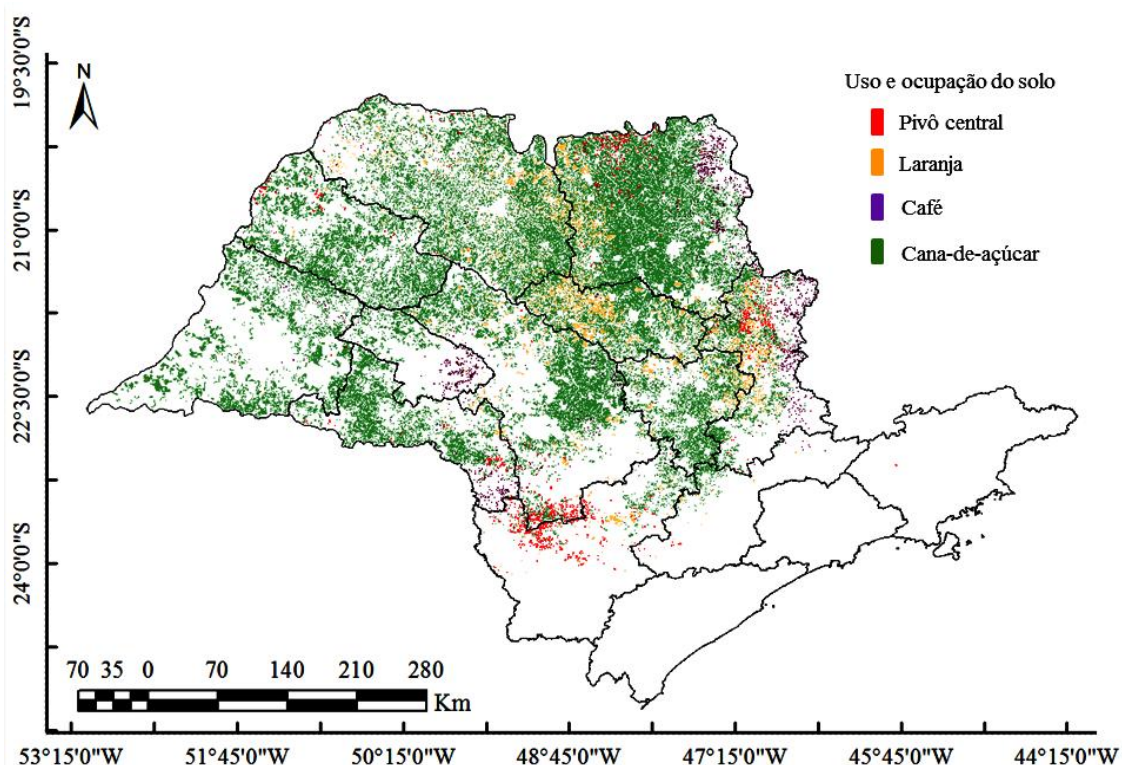 19°30'0"S
21°0'0"S
22°30'0"S
24°0'0"S
N
Uso e ocupação do solo
Pivô central
Laranja
Café
Cana-de-açúcar
70 35 0 70 140 210 280
Km
53°15'0"W 51°45'0"W 50°15'0"W 48°45'0"W 47°15'0"W 45°45'0"W 44°15'0"W